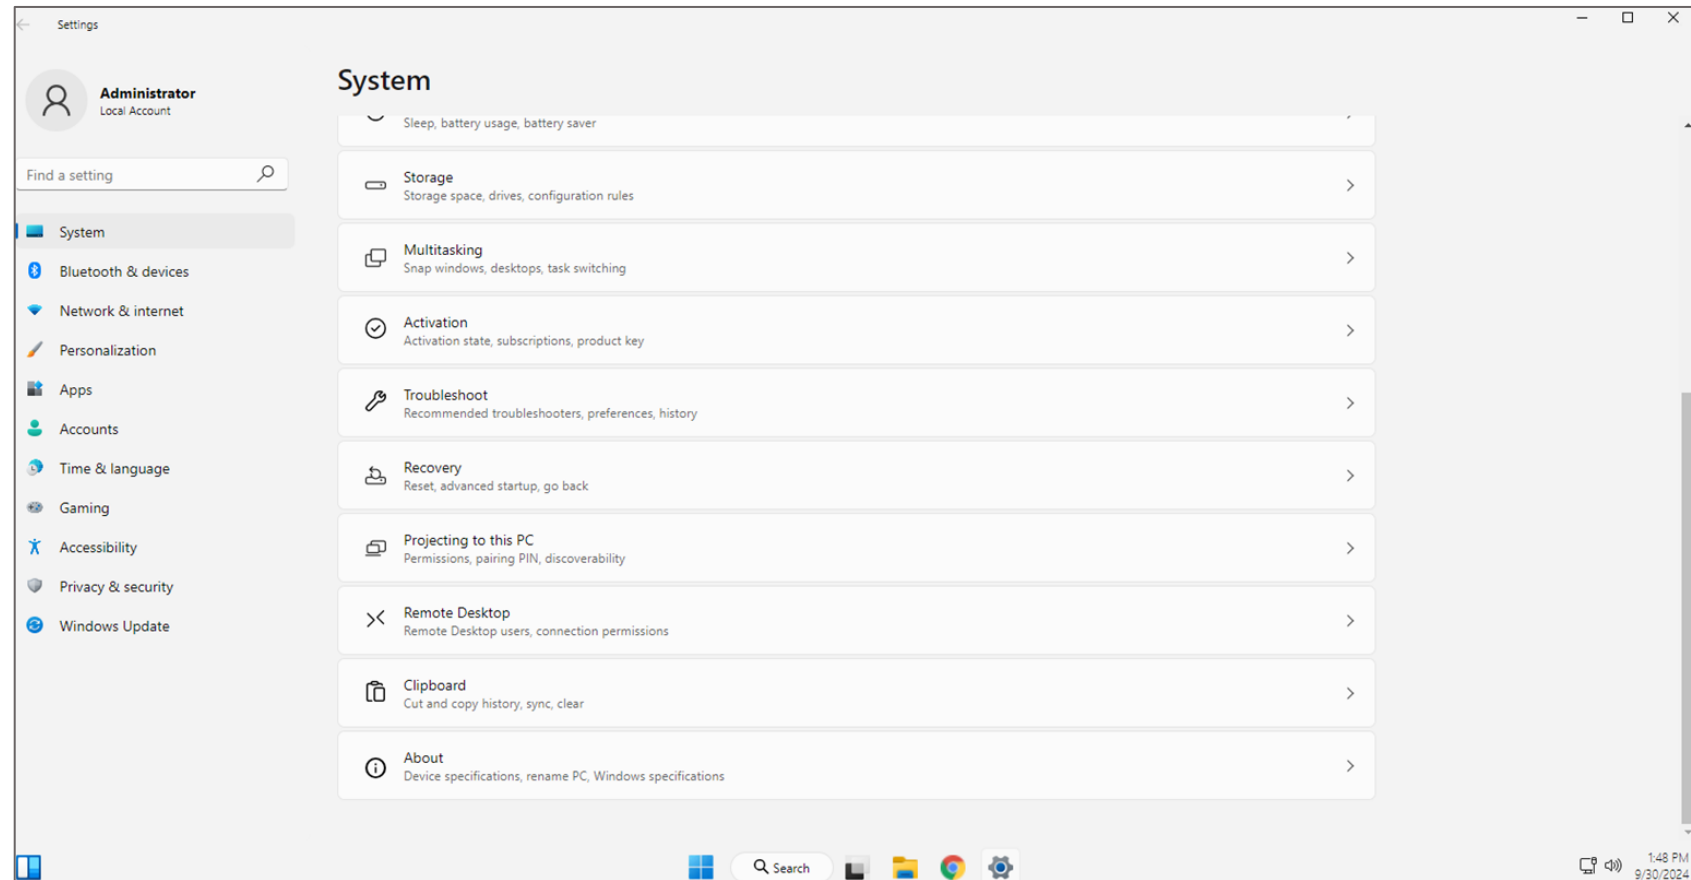 Settings
Administrator
Local Account
Find a setting
System
Bluetooth & devices
Network & internet
Personalization
Apps
Accounts
Time & language
Gaming
Accessibility
Privacy & security
Windows Update
System
Sleep, battery usage, battery saver
Storage
Storage space, drives, configuration rules
Multitasking
Snap windows, desktops, task switching
Activation
Activation state, subscriptions, product key
Troubleshoot
Recommended troubleshooters, preferences, history
Recovery
Reset, advanced startup, go back
Projecting to this PC
Permissions, pairing PIN, discoverability
Remote Desktop
Remote Desktop users, connection permissions
Clipboard
Cut and copy history, sync, clear
About
Device specifications, rename PC, Windows specifications
Search
1:48 PM
9/30/2024